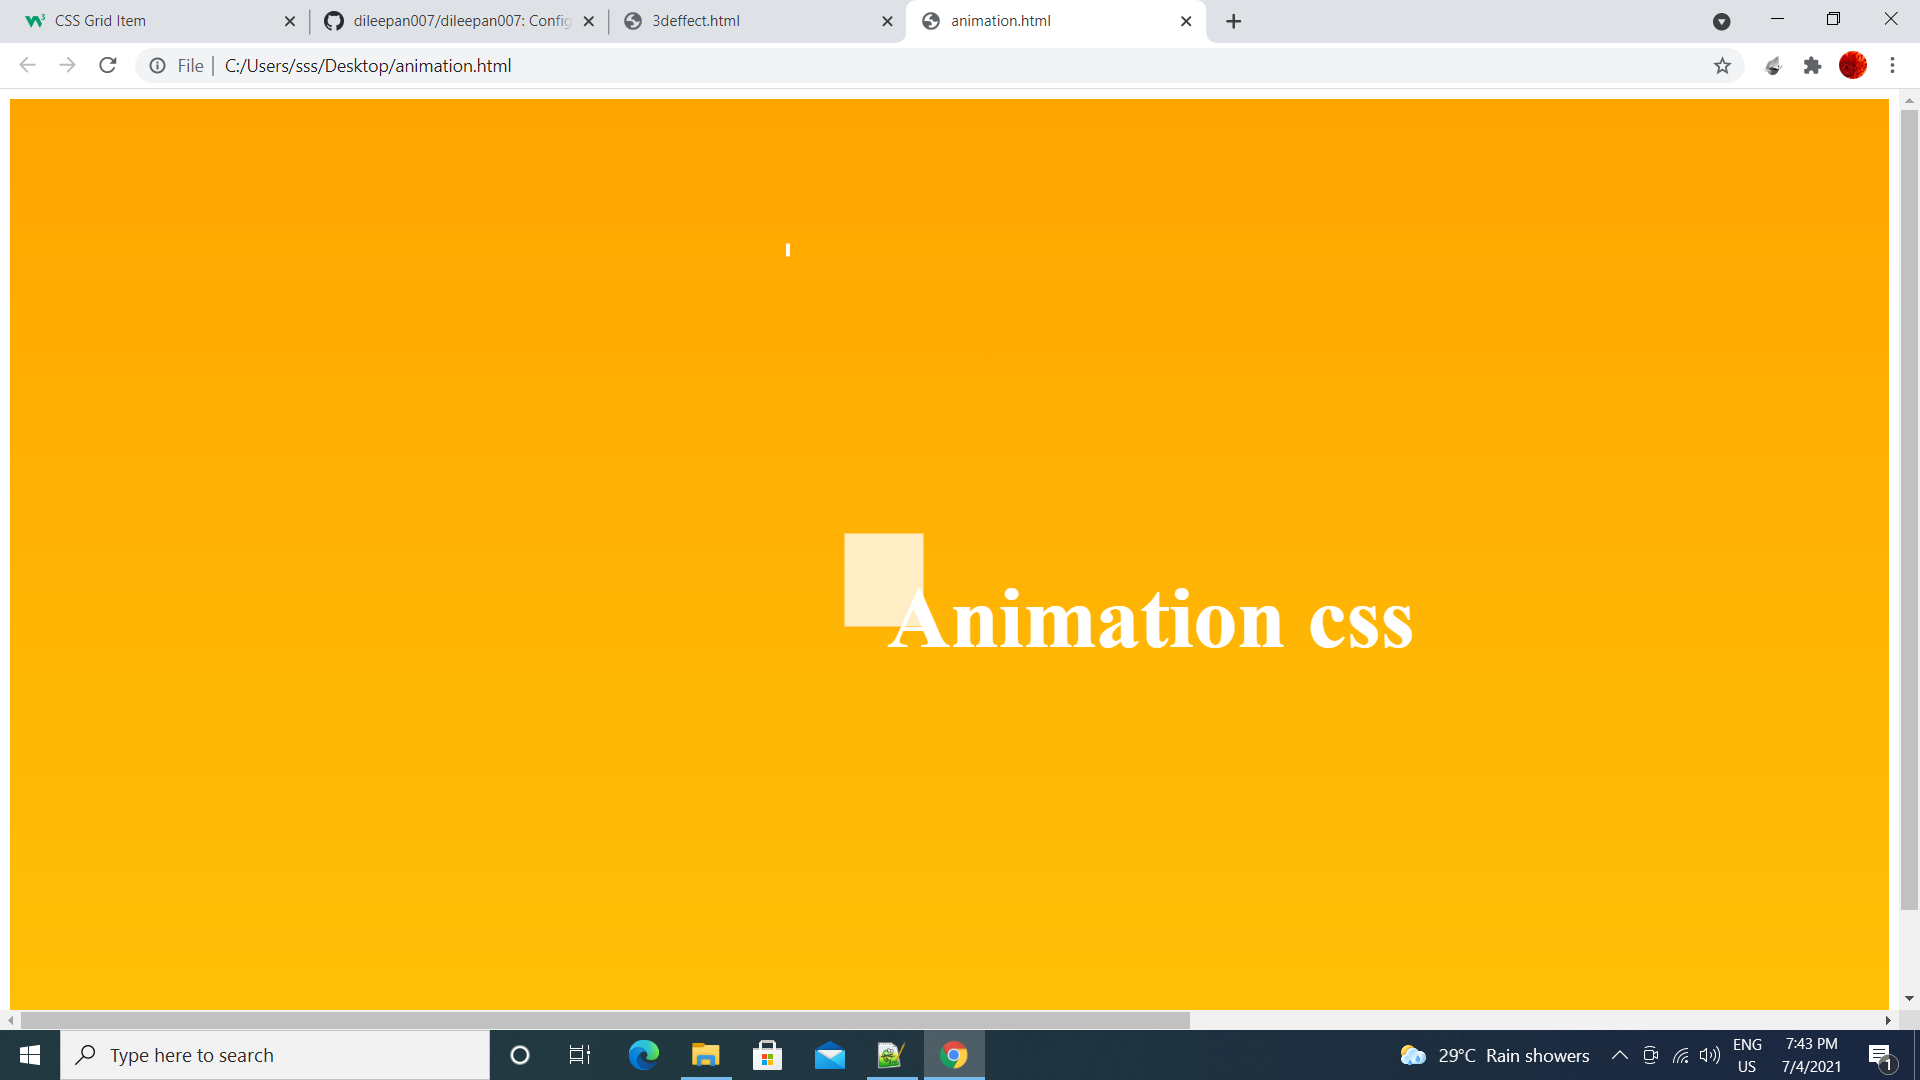 CSS Grid Item
dileepan007/dileepan007: Config
3deffect.html
animation.html
File
C:/Users/sss/Desktop/animation.html
Animation css
Type here to search
29°C Rain showers
ENG
US
7:43 PM
7/4/2021
1